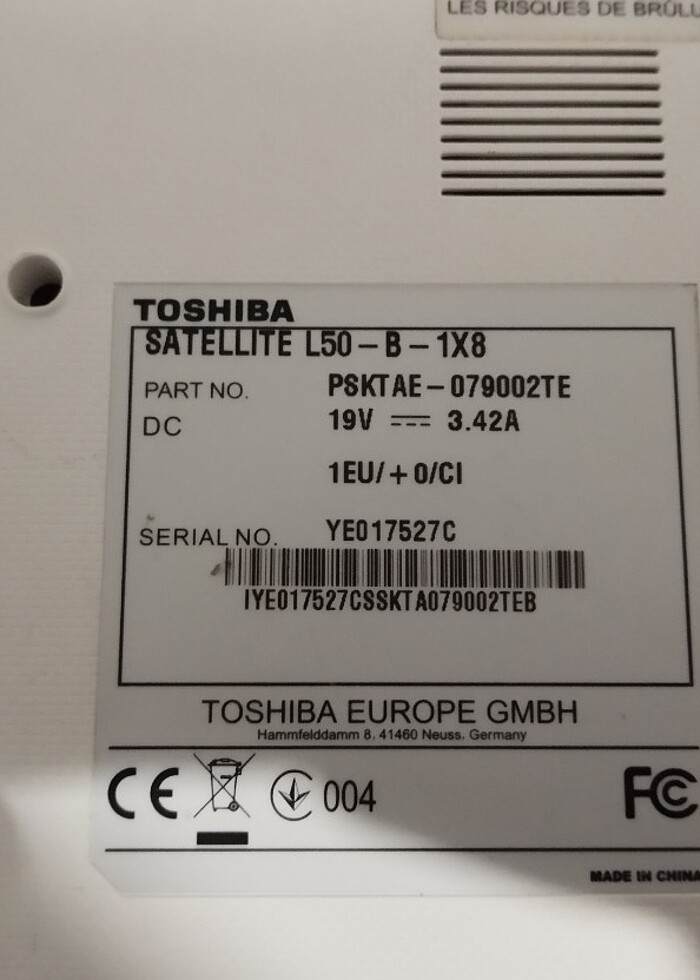 LES RISQUES DE BRÛL
TOSHIBA
SATELLITE L50-B-1X8
PART NO. PSKTAE-079002TE
DC 19V 3.42A
1EU/+0/CI
SERIAL NO. YE017527C
IYE017527CSSKTA079002TEB
TOSHIBA EUROPE GMBH
Hammfelddamm 8, 41460 Neuss, Germany
CE 004 FC
MADE IN CHINA